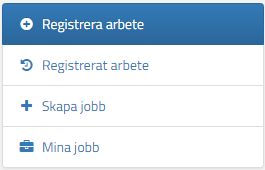 Registrera arbete
Registrerat arbete
Skapa jobb
Mina jobb